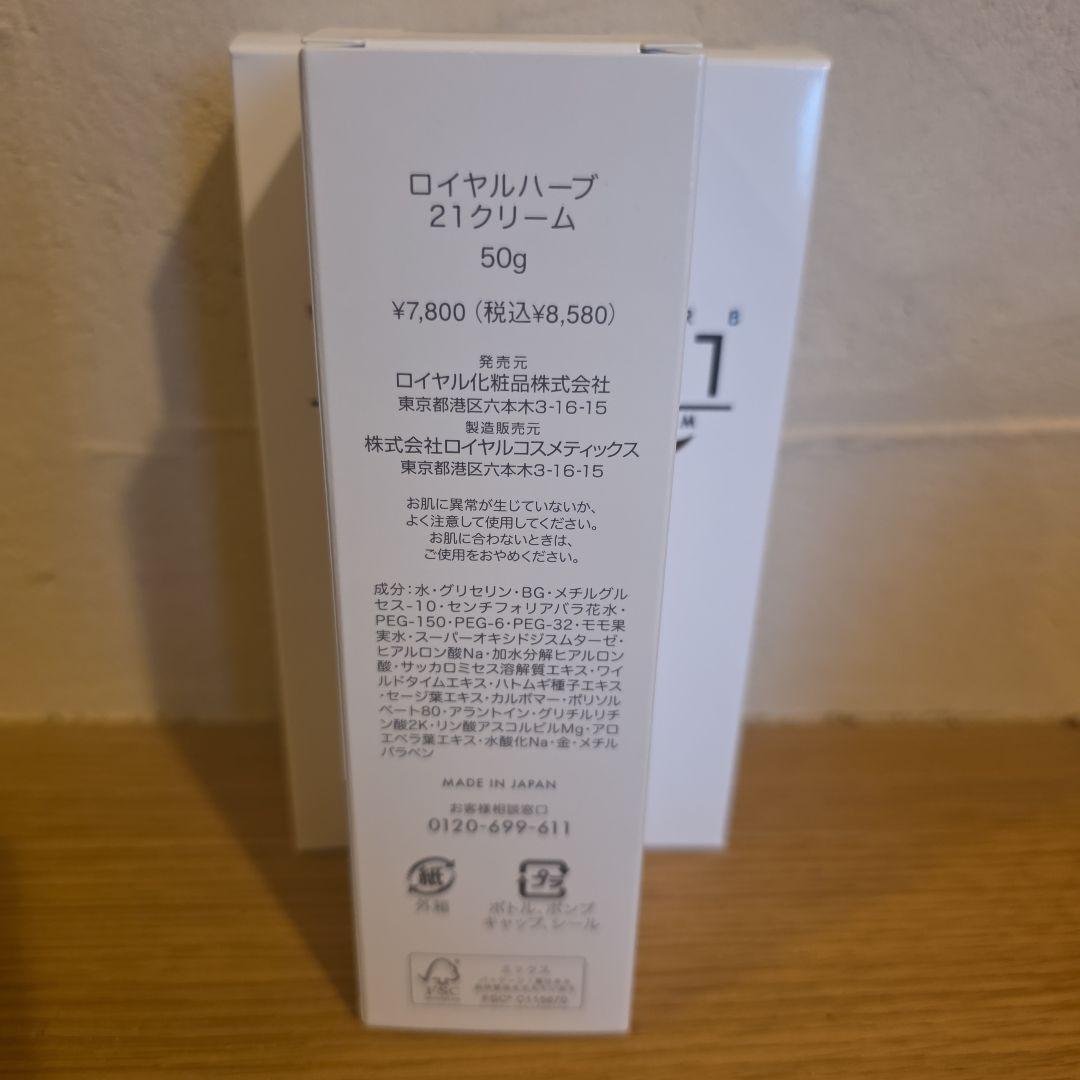 ロイヤルハーブ
21クリーム
50g
¥7,800(税込¥8,580)
発売元
ロイヤル化粧品株式会社
東京都港区六本木3-16-15
製造販売元
株式会社ロイヤルコスメティックス
東京都港区六本木3-16-15
お肌に異常が生じていないか、
よく注意して使用してください。
お肌に合わないときは、
ご使用をおやめください。
成分:水・グリセリン・BG・メチルグル
セス-10・センチフォリアバラ花水・
PEG-150・PEG-6・PEG-32・モモ果
実水・スーパーオキシドジスムターゼ・
ヒアルロン酸Na・加水分解ヒアルロン
酸・サッカロミセス溶解質エキス・ワイ
ルドタイムエキス・ハトムギ種子エキス
・セージ葉エキス・カルボマー・ポリソル
ベート80・アラントイン・グリチルリチ
ン酸2K・リン酸アスコルビルMg・アロ
エベラ葉エキス・水酸化Na・金・メチル
パラベン
MADE IN JAPAN
お客様相談窓口
0120-699-611
紙
外箱
プラ
ボトル、ポンプ
キャップ、シール
FSC
ミックス
R B
1
M